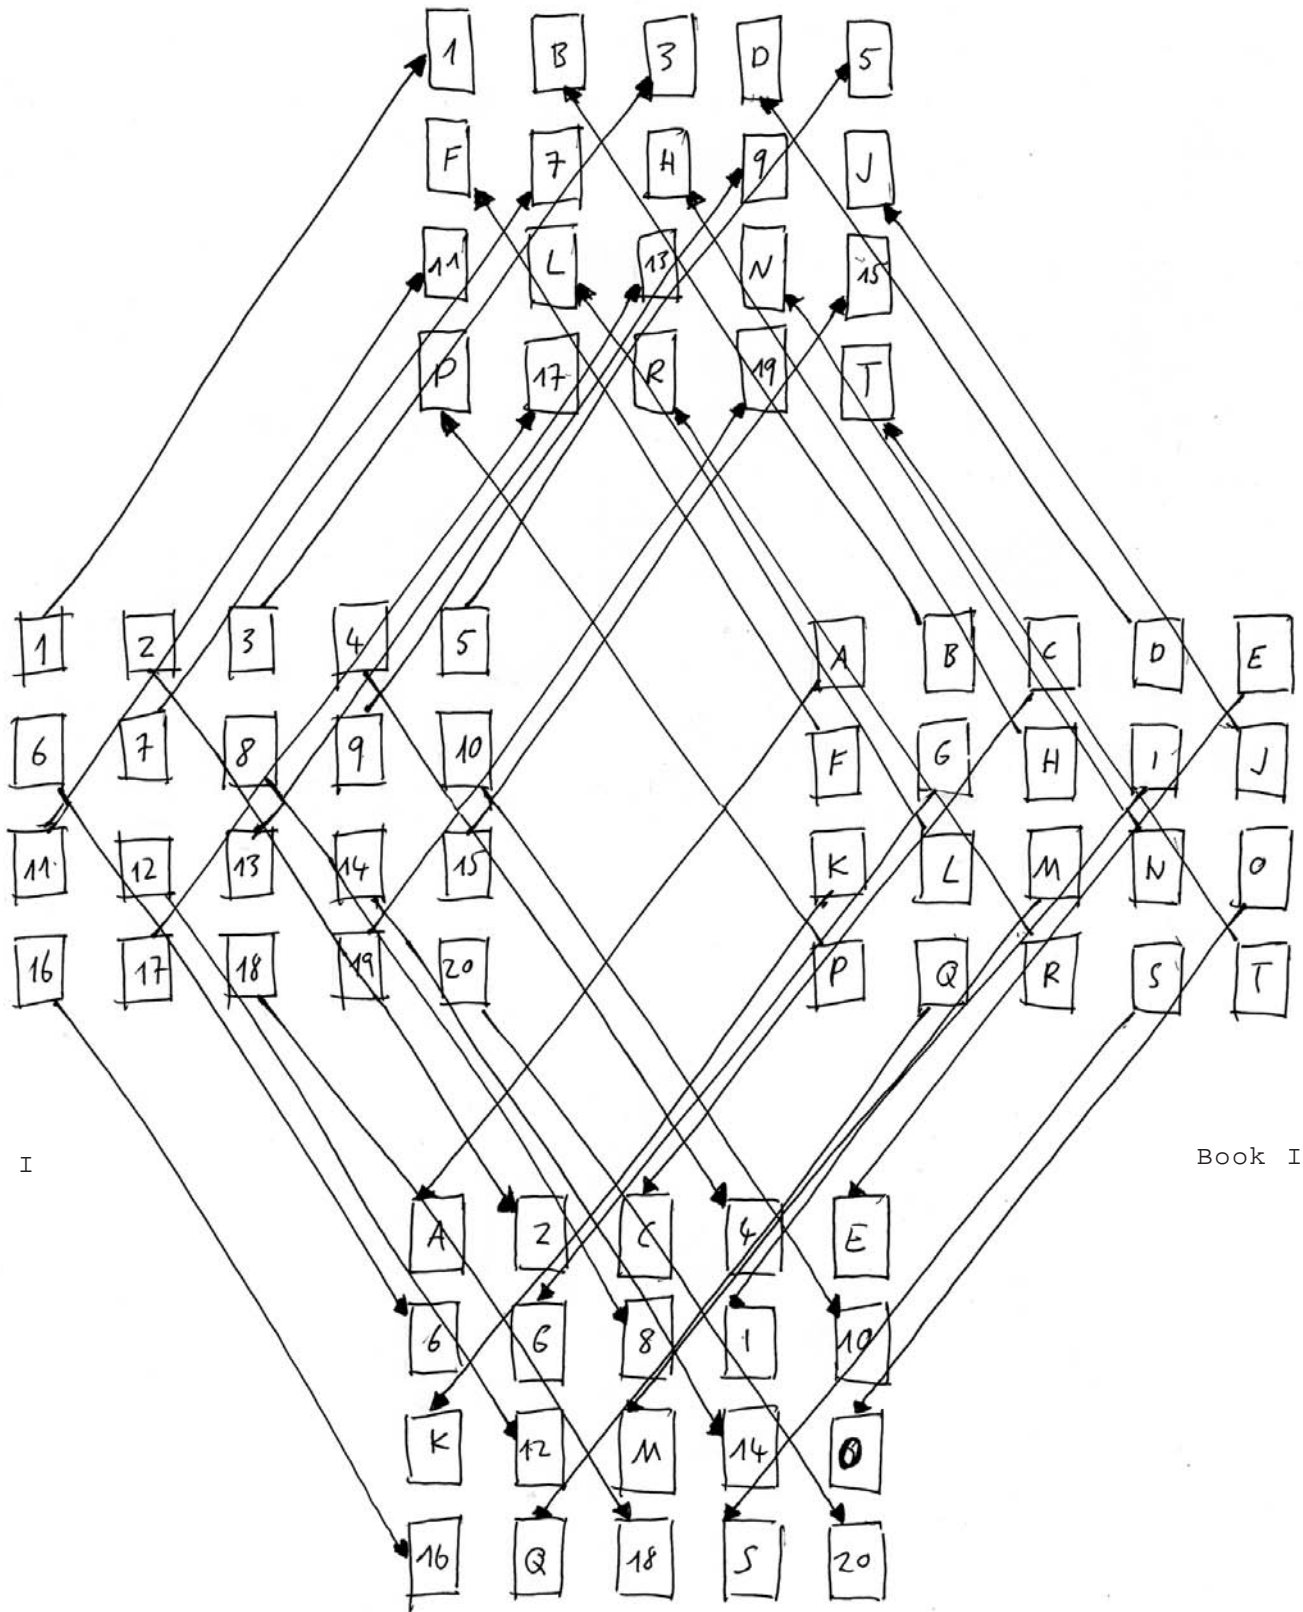 1 B 3 D 5
F 7 H 9 J
11 L 13 N 15
P 17 R 19 T
1 2 3 4 5 A B C D E
6 7 8 9 10 F G H I J
11 12 13 14 15 K L M N O
16 17 18 19 20 P Q R S T
I Book I
A 2 C 4 E
6 G 8 I 10
K 12 M 14 O
16 Q 18 S 20